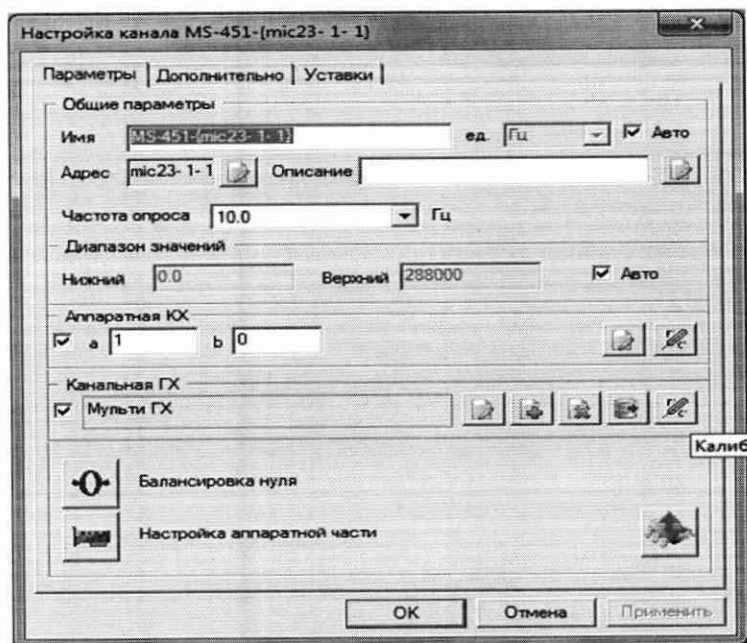 Настройка канала MS-451-{mic23- 1- 1}
Параметры Дополнительно Уставки
Общие параметры
Имя MS-451-{mic23- 1- 1} ед. Гц Авто
Адрес mic23- 1- 1 Описание
Частота опроса 10.0 Гц
Диапазон значений
Нижний 0.0 Верхний 288000 Авто
Аппаратная КХ
a 1 b 0
Канальная ГХ
Мульти ГХ
Калиб
Балансировка нуля
Настройка аппаратной части
OK Отмена Применить